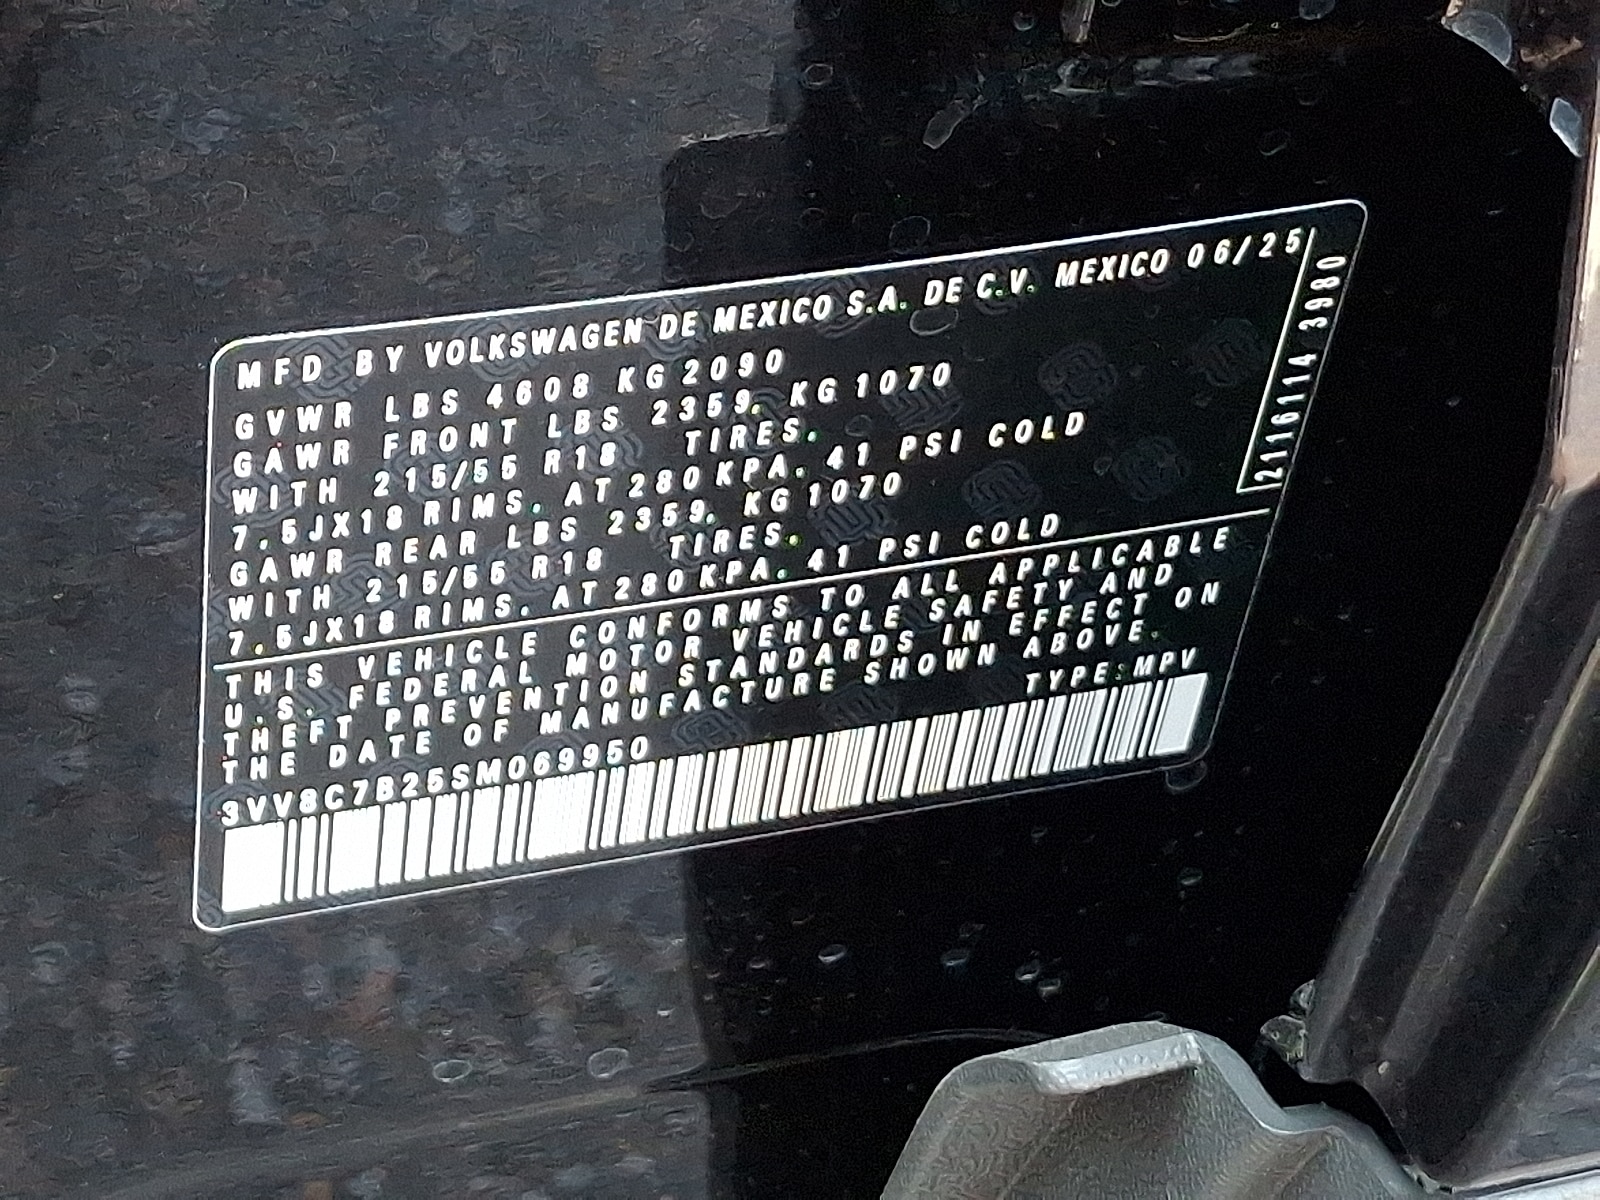 MFD BY VOLKSWAGEN DE MEXICO S.A. DE C.V. MEXICO 06/25
GVWR LBS 4608 KG 2090
GAWR FRONT LBS 2359. KG 1070
WITH 215/55 R18 TIRES.
7.5JX18 RIMS. AT 280 KPA. 41 PSI COLD
GAWR REAR LBS 2359. KG 1070
WITH 215/55 R18 TIRES.
7.5JX18 RIMS. AT 280 KPA. 41 PSI COLD
2116114 3980
THIS VEHICLE CONFORMS TO ALL APPLICABLE
U.S. FEDERAL MOTOR VEHICLE SAFETY AND
THEFT PREVENTION STANDARDS IN EFFECT ON
THE DATE OF MANUFACTURE SHOWN ABOVE.
TYPE: MPV
3VV8C7B25SM069950